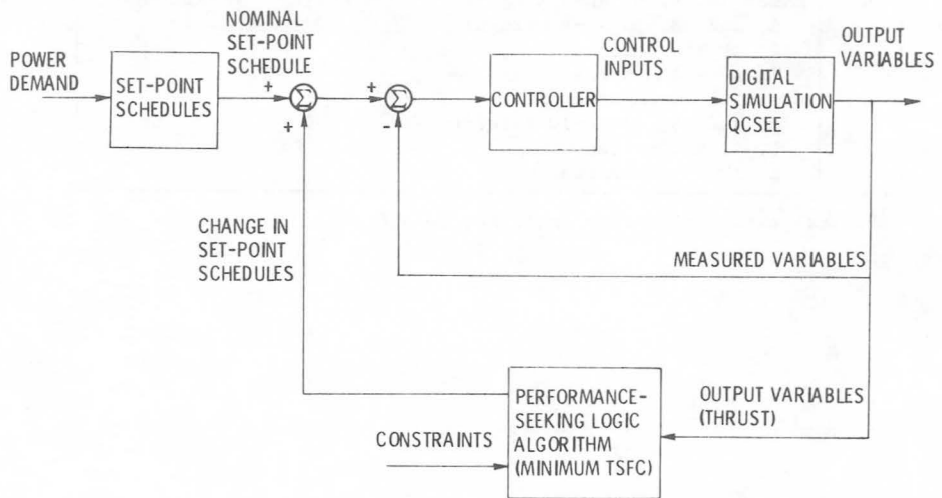 POWER
DEMAND
SET-POINT
SCHEDULES
NOMINAL
SET-POINT
SCHEDULE
+
Σ
+
+
Σ
-
CONTROLLER
CONTROL
INPUTS
DIGITAL
SIMULATION
QCSEE
OUTPUT
VARIABLES
CHANGE IN
SET-POINT
SCHEDULES
MEASURED VARIABLES
CONSTRAINTS
PERFORMANCE-
SEEKING LOGIC
ALGORITHM
(MINIMUM TSFC)
OUTPUT VARIABLES
(THRUST)